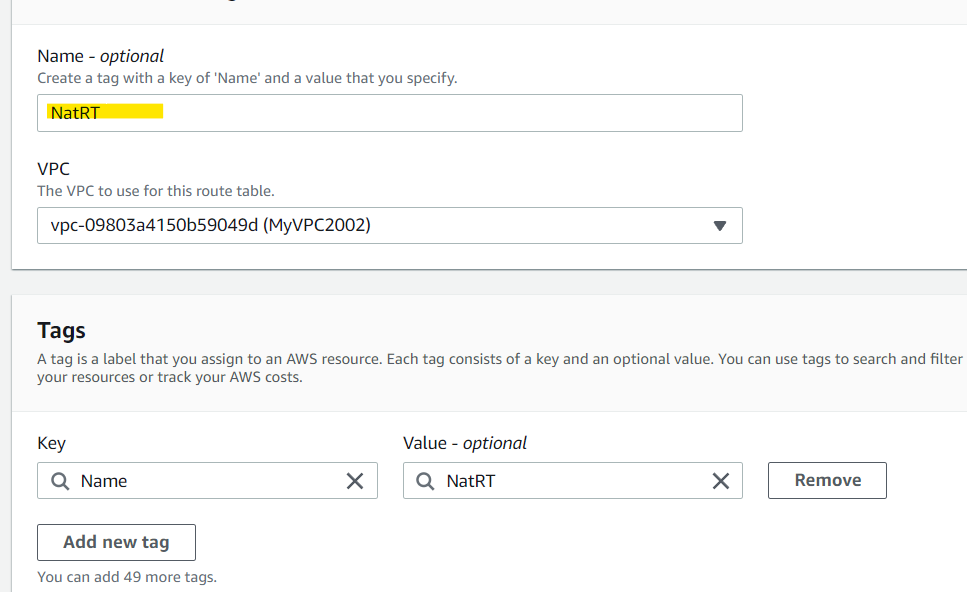 Name - optional
Create a tag with a key of 'Name' and a value that you specify.
NatRT
VPC
The VPC to use for this route table.
vpc-09803a4150b59049d (MyVPC2002)
Tags
A tag is a label that you assign to an AWS resource. Each tag consists of a key and an optional value. You can use tags to search and filter
your resources or track your AWS costs.
Key
Value - optional
Name
NatRT
Remove
Add new tag
You can add 49 more tags.